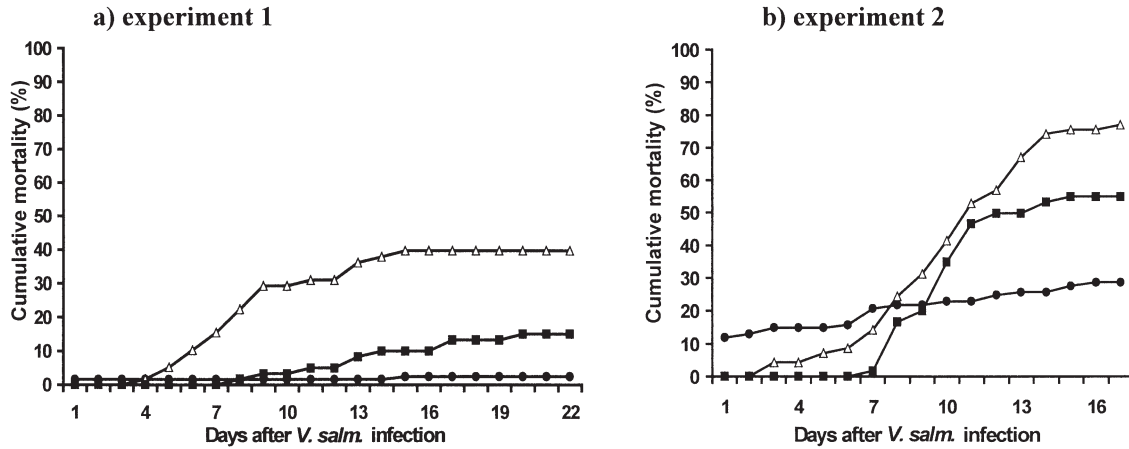 a) experiment 1
Cumulative mortality (%)
100
90
80
70
60
50
40
30
20
10
0
1 4 7 10 13 16 19 22
Days after V. salm. infection
b) experiment 2
Cumulative mortality (%)
100
90
80
70
60
50
40
30
20
10
0
1 4 7 10 13 16
Days after V. salm. infection